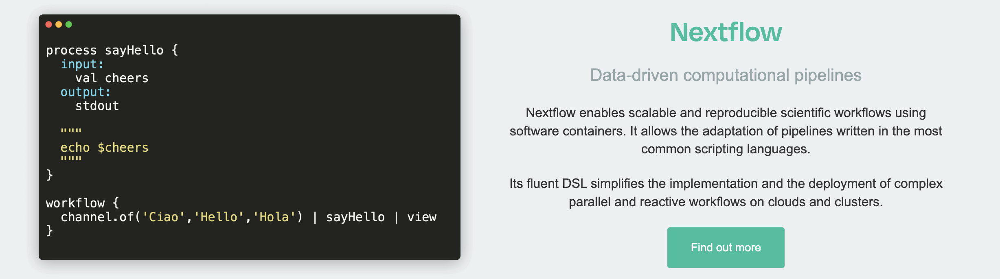 process sayHello {
  input:
    val cheers
  output:
    stdout
  """
  echo $cheers
  """
}
workflow {
  channel.of('Ciao','Hello','Hola') | sayHello | view
}
Nextflow
Data-driven computational pipelines
Nextflow enables scalable and reproducible scientific workflows using
software containers. It allows the adaptation of pipelines written in the most
common scripting languages.
Its fluent DSL simplifies the implementation and the deployment of complex
parallel and reactive workflows on clouds and clusters.
Find out more